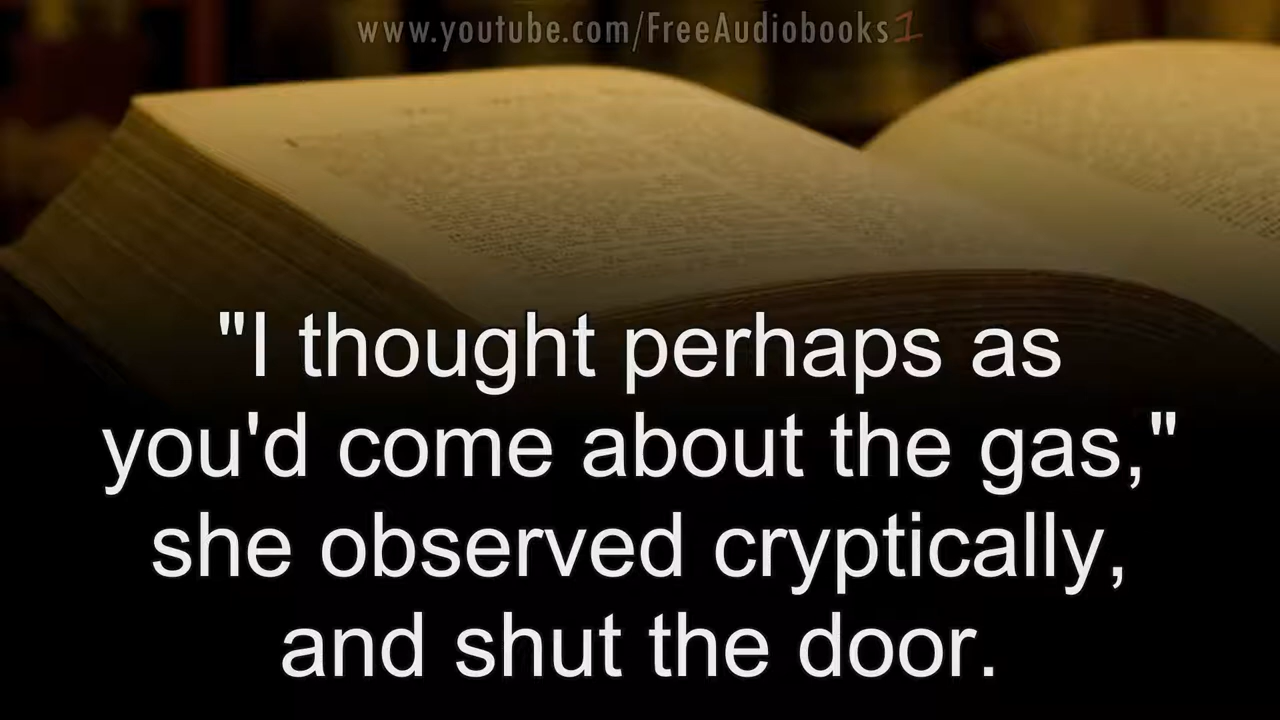 www.youtube.com/FreeAudiobooks1
"I thought perhaps as
you'd come about the gas,"
she observed cryptically,
and shut the door.